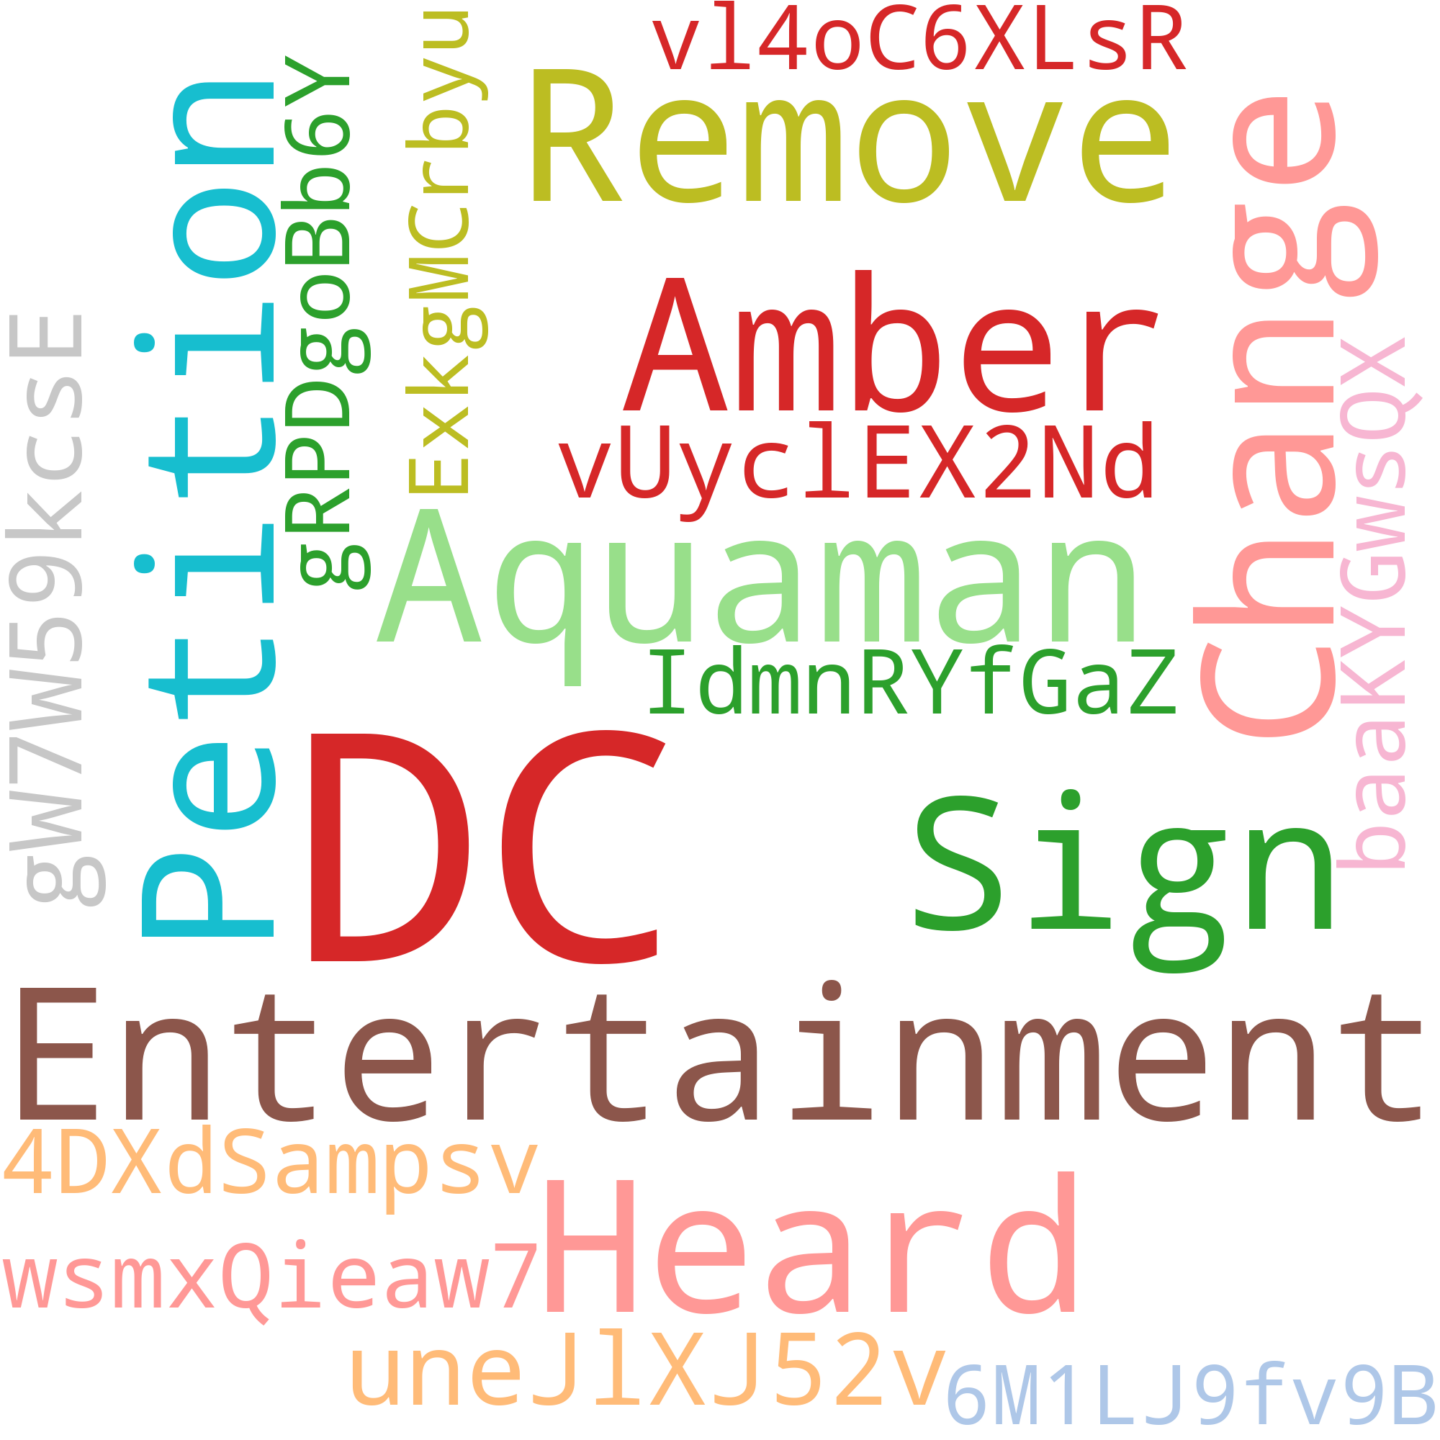 vl4oC6XLsR
Remove
Petition
gRPDgoBb6Y
ExkgMCrbyu
Change
Amber
gW7W59kcsE
baaKYGwsQX
vUyclEX2Nd
Aquaman
IdmnRYfGaZ
DC
Sign
Entertainment
4DXdSampsv
Heard
wsmxQieaw7
uneJlXJ52v
6M1LJ9fv9B